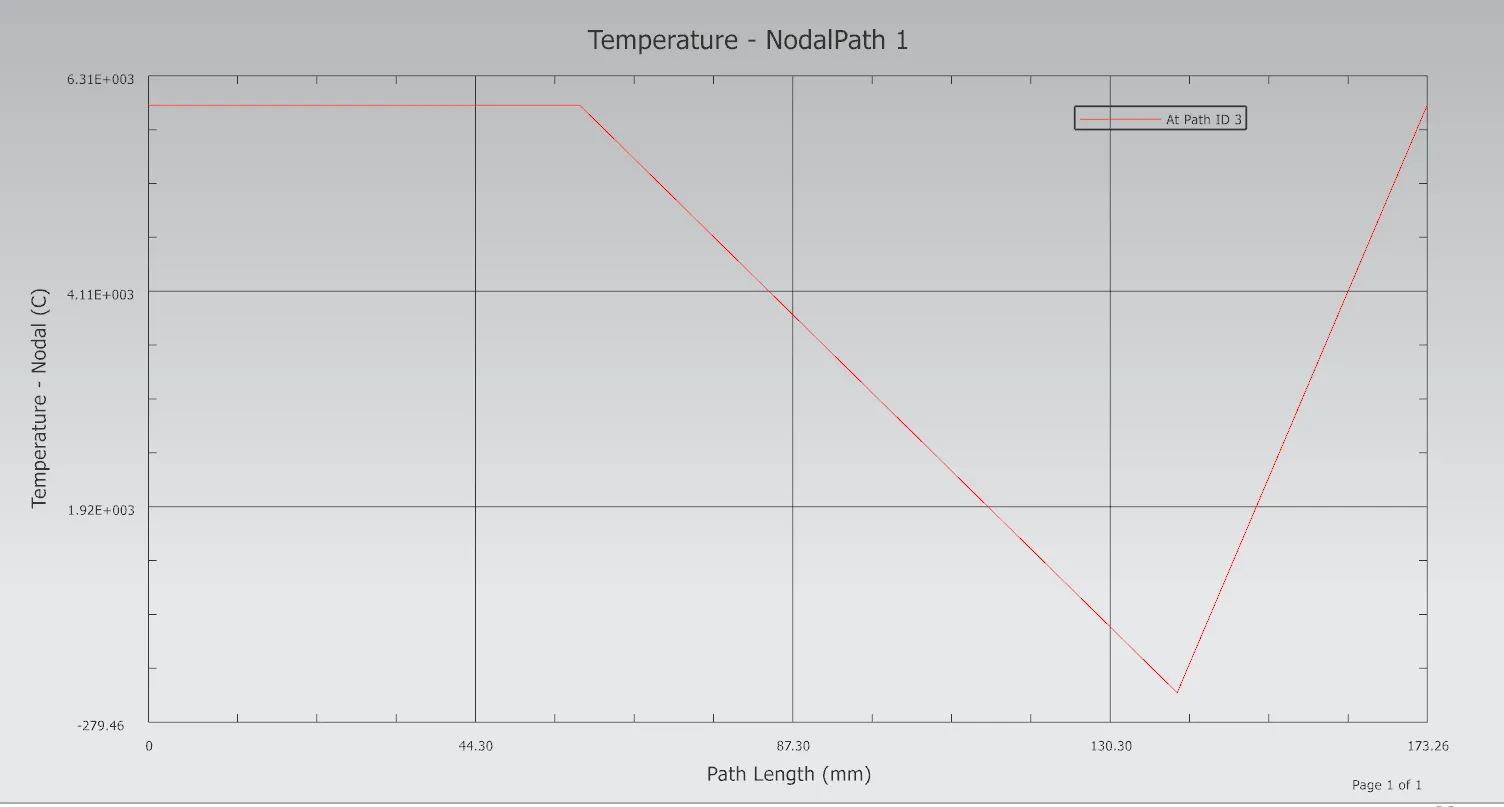 Temperature - NodalPath 1
6.31E+003
At Path ID 3
4.11E+003
Temperature - Nodal (C)
1.92E+003
-279.46
0 44.30 87.30 130.30 173.26
Path Length (mm)
Page 1 of 1